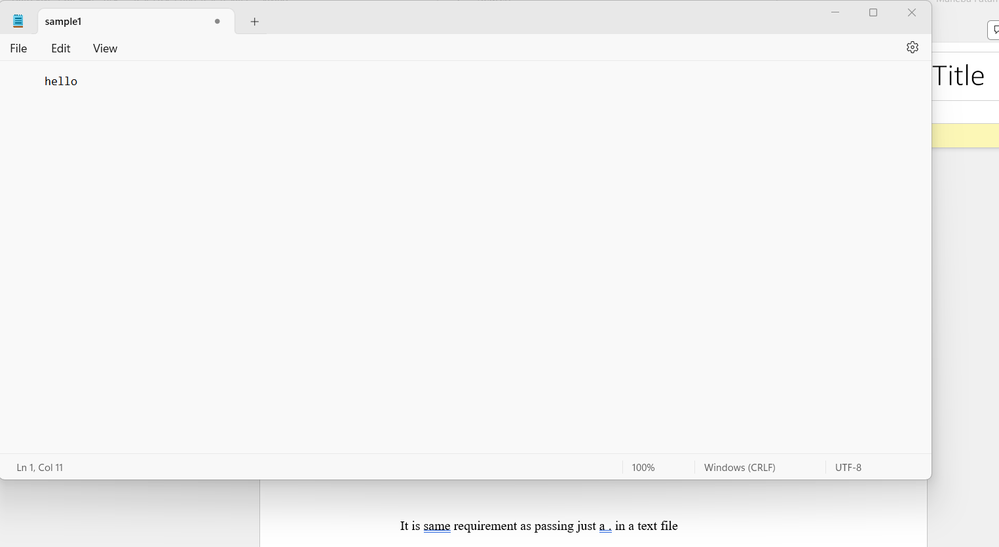 sample1
File Edit View
hello
Title
Ln 1, Col 11 100% Windows (CRLF) UTF-8
It is same requirement as passing just a . in a text file